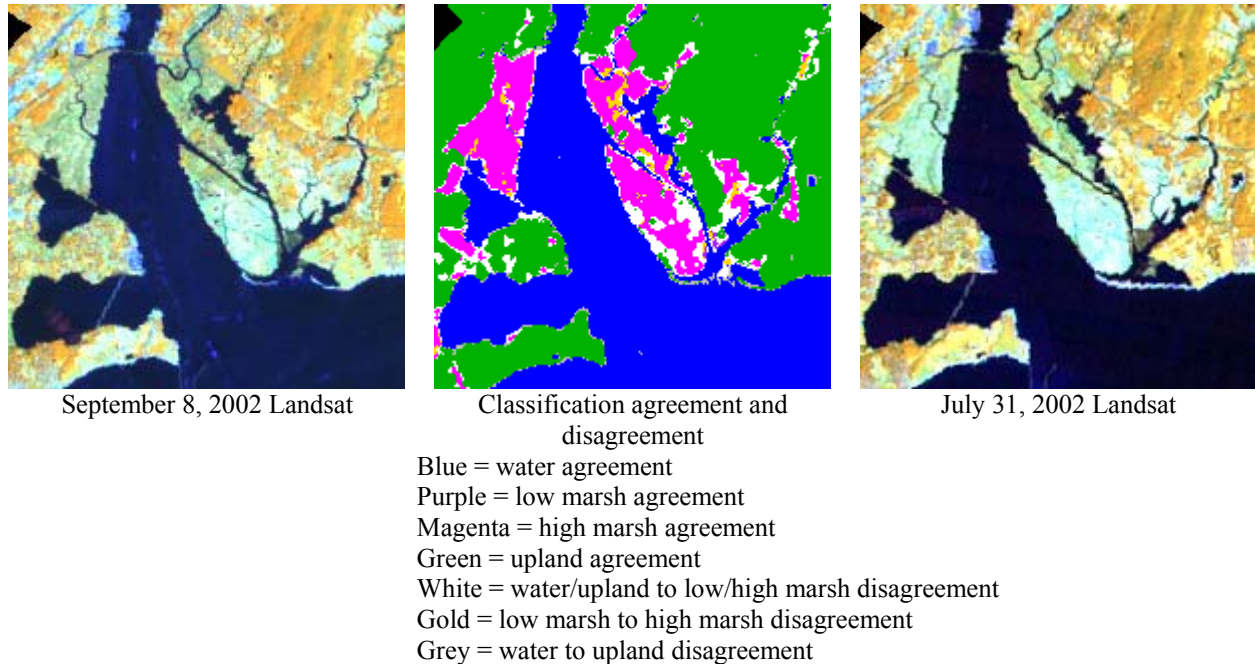 September 8, 2002 Landsat
Classification agreement and
disagreement
July 31, 2002 Landsat
Blue = water agreement
Purple = low marsh agreement
Magenta = high marsh agreement
Green = upland agreement
White = water/upland to low/high marsh disagreement
Gold = low marsh to high marsh disagreement
Grey = water to upland disagreement